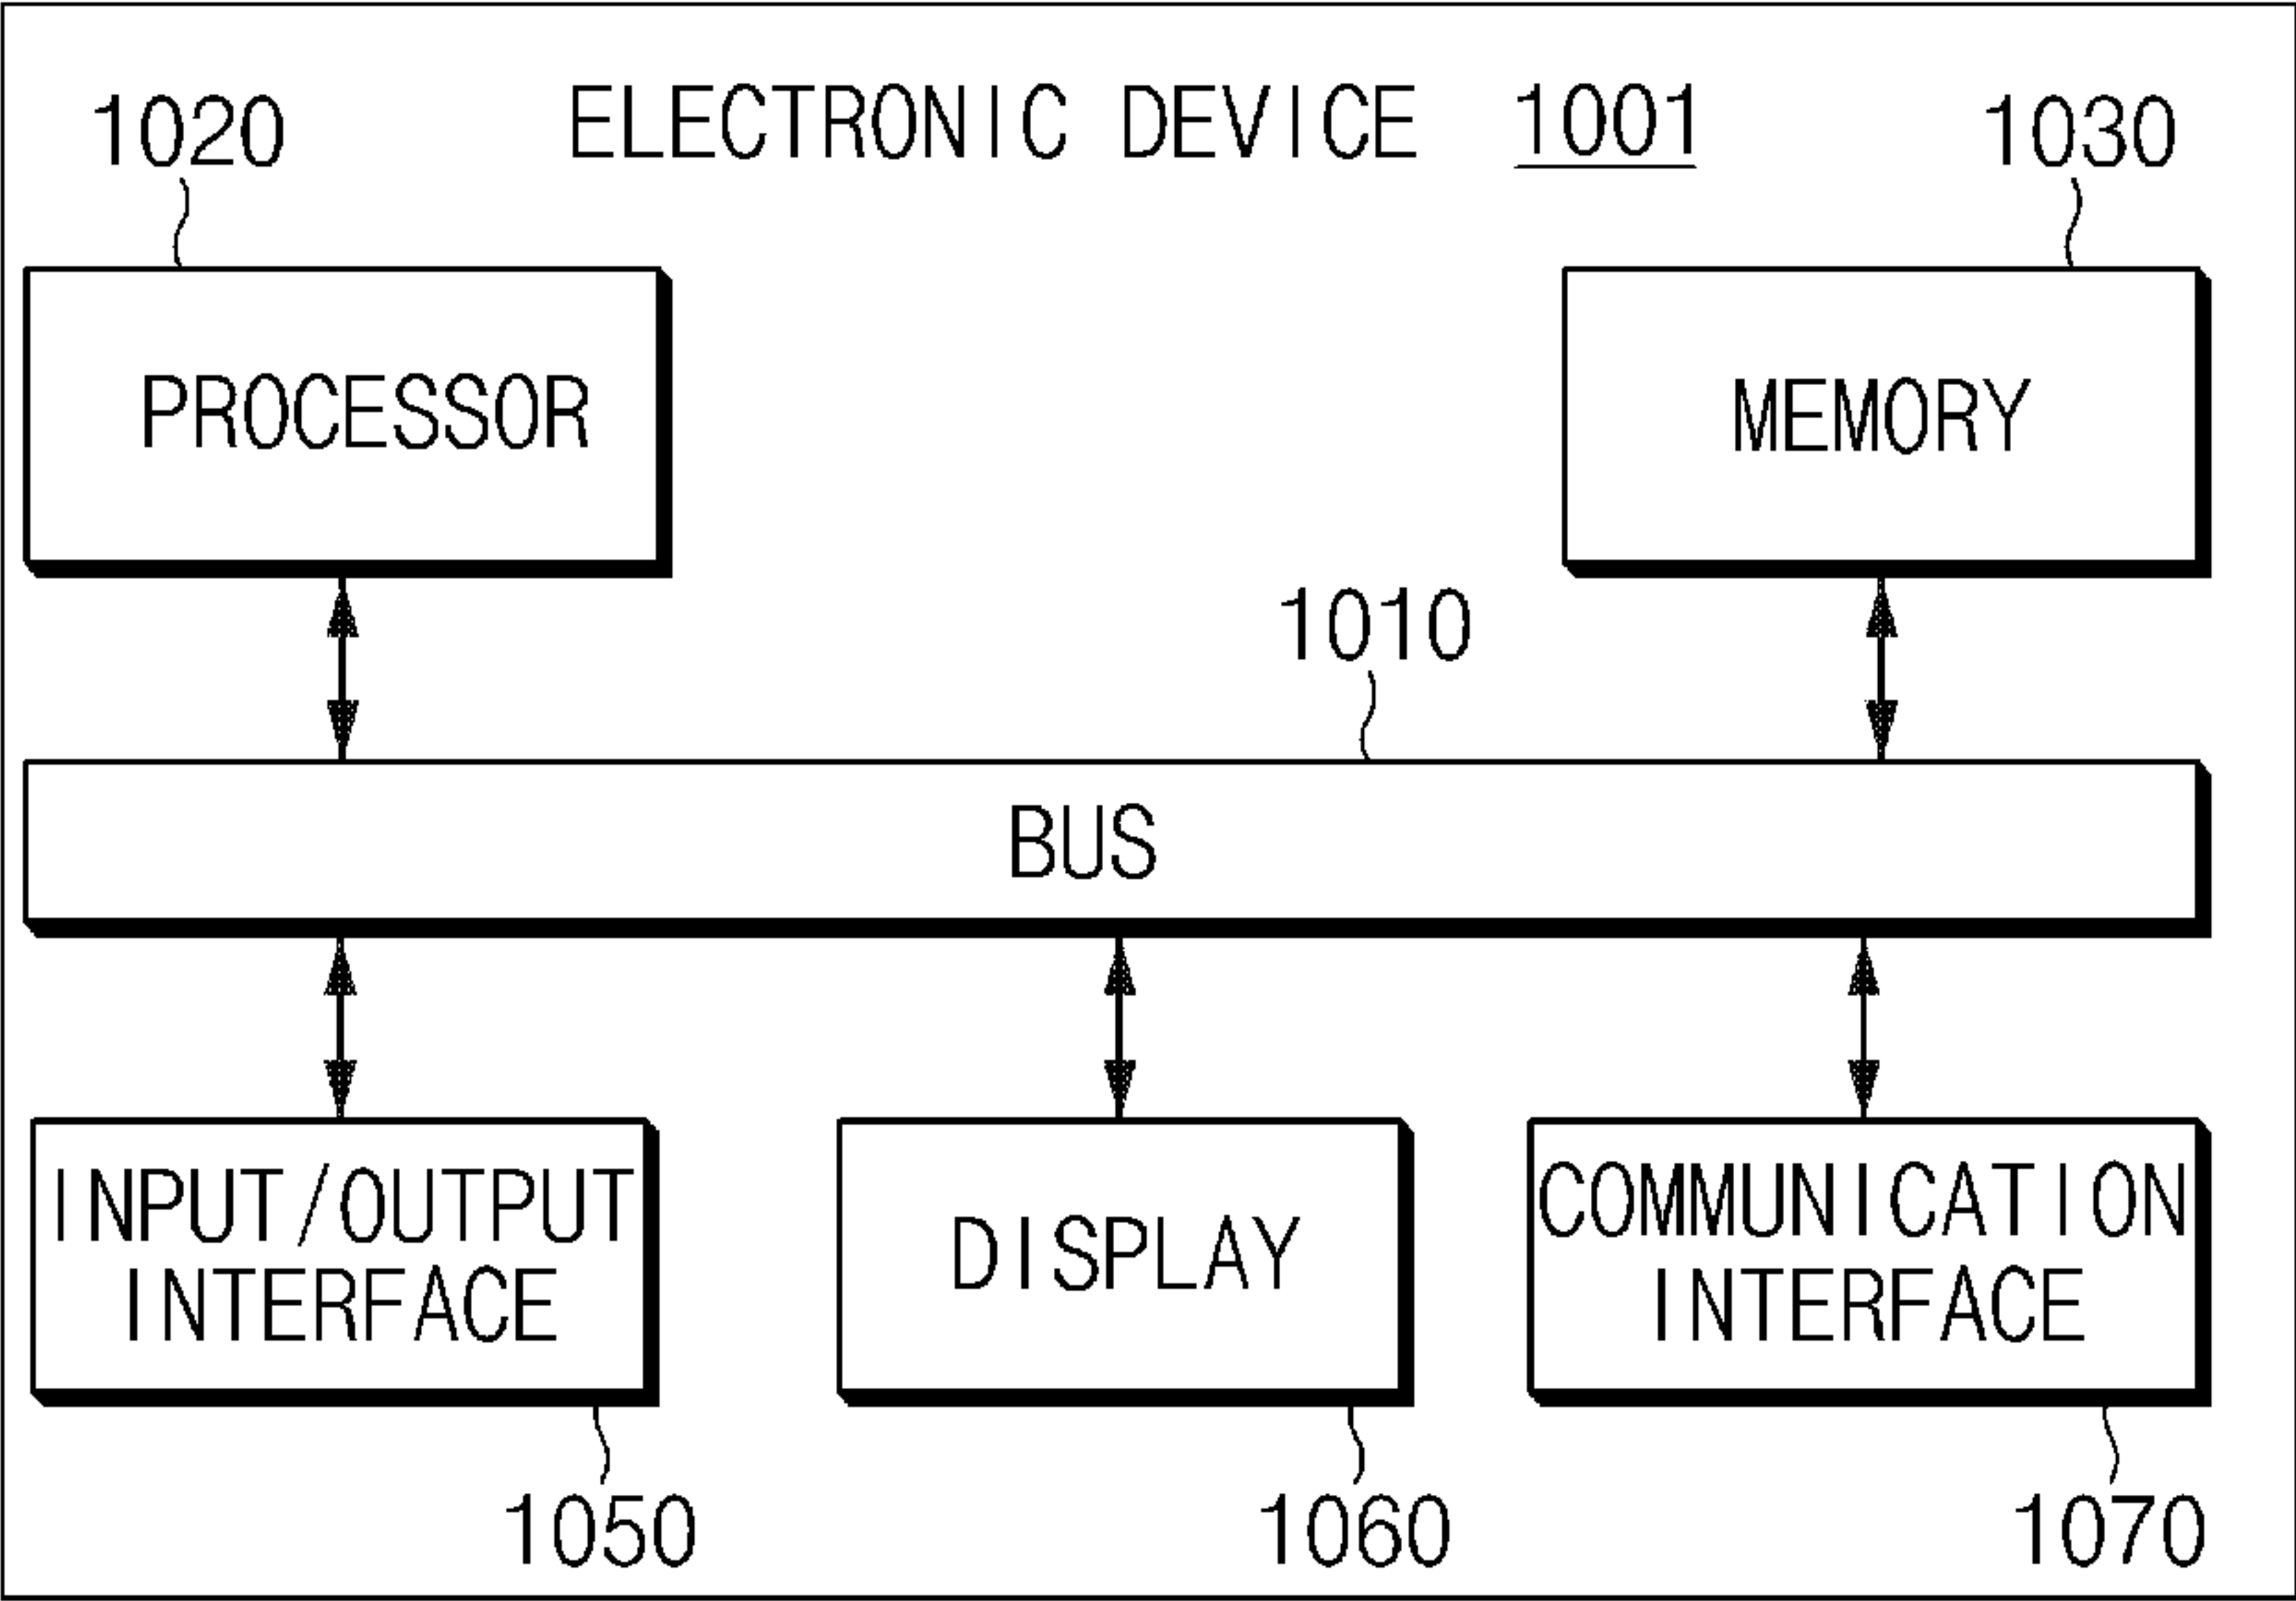 ELECTRONIC DEVICE 1001
1020
1030
PROCESSOR
MEMORY
1010
BUS
INPUT/OUTPUT
INTERFACE
DISPLAY
COMMUNICATION
INTERFACE
1050
1060
1070